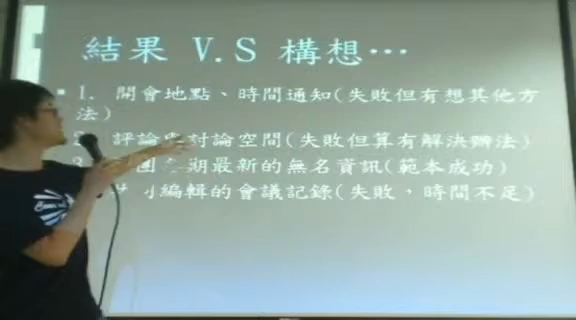 結果 V.S 構想…
1. 開會地點、時間通知(失敗但有想其他方
法)
2. 評論與討論空間(失敗但算有解決辦法)
3 期最新的無名資訊(範本成功)
編輯的會議記錄(失敗,時間不足)